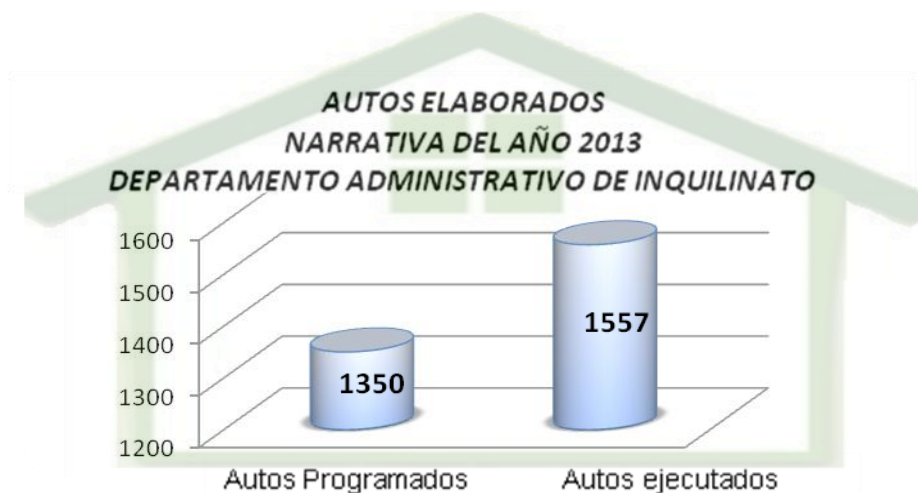 AUTOS ELABORADOS
NARRATIVA DEL AÑO 2013
DEPARTAMENTO ADMINISTRATIVO DE INQUILINATO
1600
1500
1400
1300
1200
1350
1557
Autos Programados
Autos ejecutados